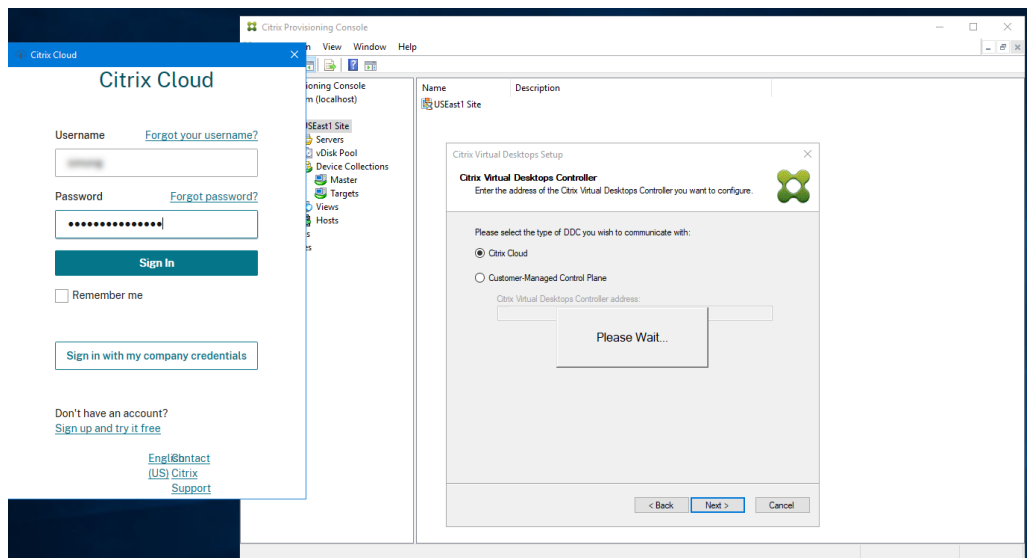 Citrix Provisioning Console
View Window Help
Citrix Cloud
Citrix Cloud
Username Forgot your username?
Password Forgot password?
Sign In
Remember me
Sign in with my company credentials
Don't have an account?
Sign up and try it free
English
(US)
Contact
Citrix
Support
ioning Console
m (localhost)
USEast1 Site
Servers
vDisk Pool
Device Collections
Master
Targets
Views
Hosts
Name Description
USEast1 Site
Citrix Virtual Desktops Setup
Citrix Virtual Desktops Controller
Enter the address of the Citrix Virtual Desktops Controller you want to configure.
Please select the type of DDC you wish to communicate with:
Citrix Cloud
Customer-Managed Control Plane
Citrix Virtual Desktops Controller address:
Please Wait...
< Back Next > Cancel